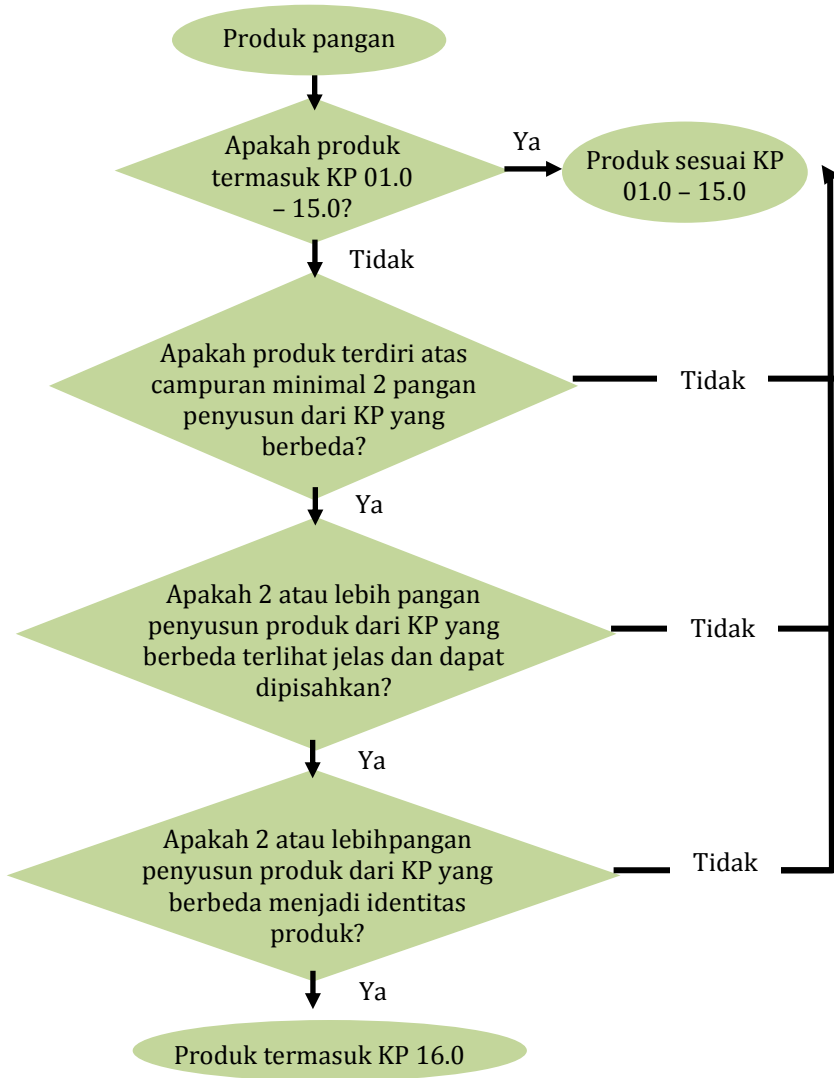 Produk pangan
Apakah produk
termasuk KP 01.0
– 15.0?
Ya
Produk sesuai KP
01.0 – 15.0
Tidak
Apakah produk terdiri atas
campuran minimal 2 pangan
penyusun dari KP yang
berbeda?
Tidak
Ya
Apakah 2 atau lebih pangan
penyusun produk dari KP yang
berbeda terlihat jelas dan dapat
dipisahkan?
Tidak
Ya
Apakah 2 atau lebihpangan
penyusun produk dari KP yang
berbeda menjadi identitas
produk?
Tidak
Ya
Produk termasuk KP 16.0